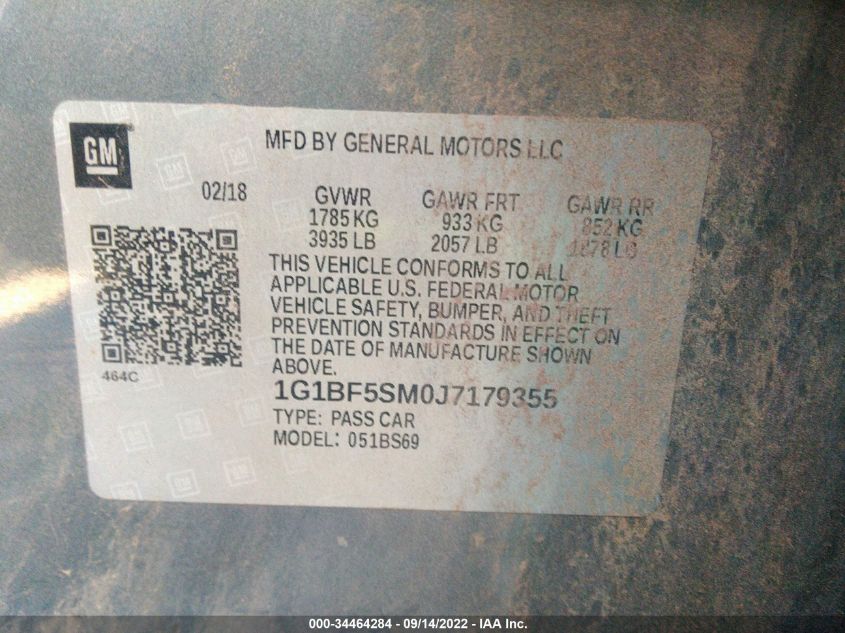 GM
MFD BY GENERAL MOTORS LLC
02/18 GVWR GAWR FRT GAWR RR
1785 KG 933 KG 852 KG
3935 LB 2057 LB 1878 LB
THIS VEHICLE CONFORMS TO ALL
APPLICABLE U.S. FEDERAL MOTOR
VEHICLE SAFETY, BUMPER, AND THEFT
PREVENTION STANDARDS IN EFFECT ON
THE DATE OF MANUFACTURE SHOWN
ABOVE.
464C
1G1BF5SM0J7179355
TYPE: PASS CAR
MODEL: 051BS69
000-34464284 - 09/14/2022 - IAA Inc.